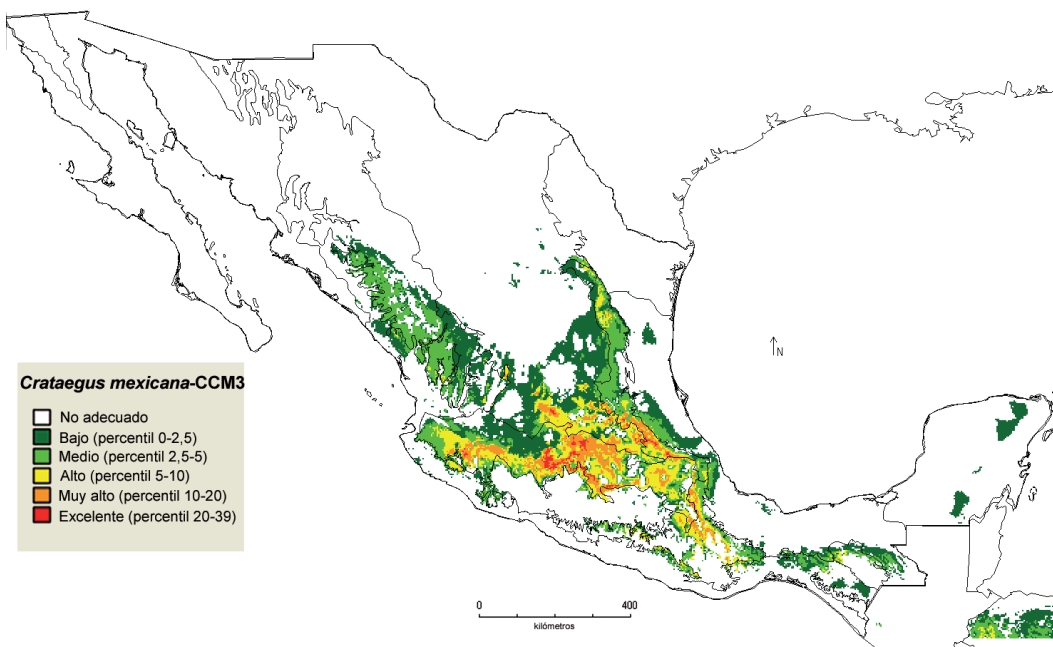 Crataegus mexicana-CCM3
No adecuado
Bajo (percentil 0-2,5)
Medio (percentil 2,5-5)
Alto (percentil 5-10)
Muy alto (percentil 10-20)
Excelente (percentil 20-39)
N
0 400
kilómetros